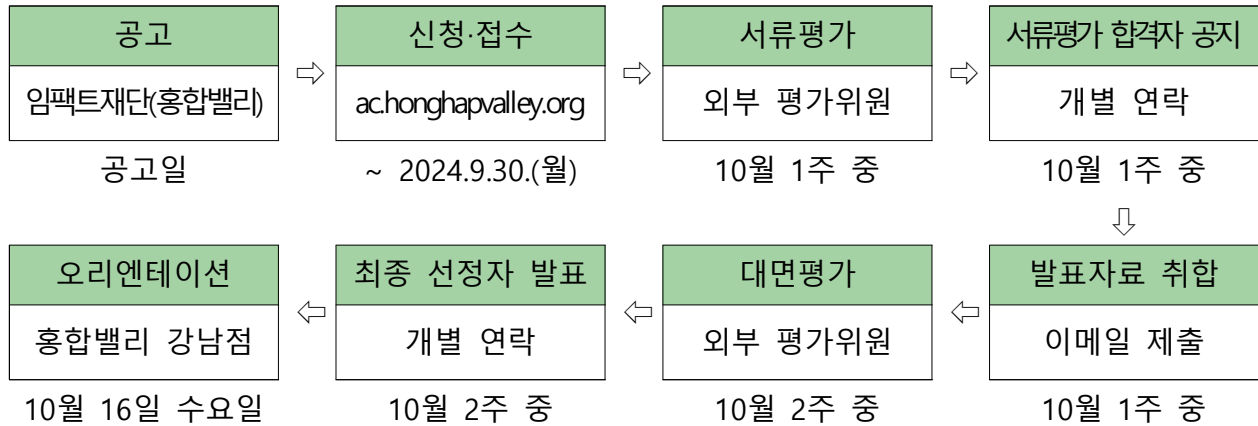 공고
임팩트재단(홍합밸리)
공고일
⇨
신청·접수
ac.honghapvalley.org
~ 2024.9.30.(월)
⇨
서류평가
외부 평가위원
10월 1주 중
⇨
서류평가 합격자 공지
개별 연락
10월 1주 중
⇩
발표자료 취합
이메일 제출
10월 1주 중
⇦
대면평가
외부 평가위원
10월 2주 중
⇦
최종 선정자 발표
개별 연락
10월 2주 중
⇦
오리엔테이션
홍합밸리 강남점
10월 16일 수요일